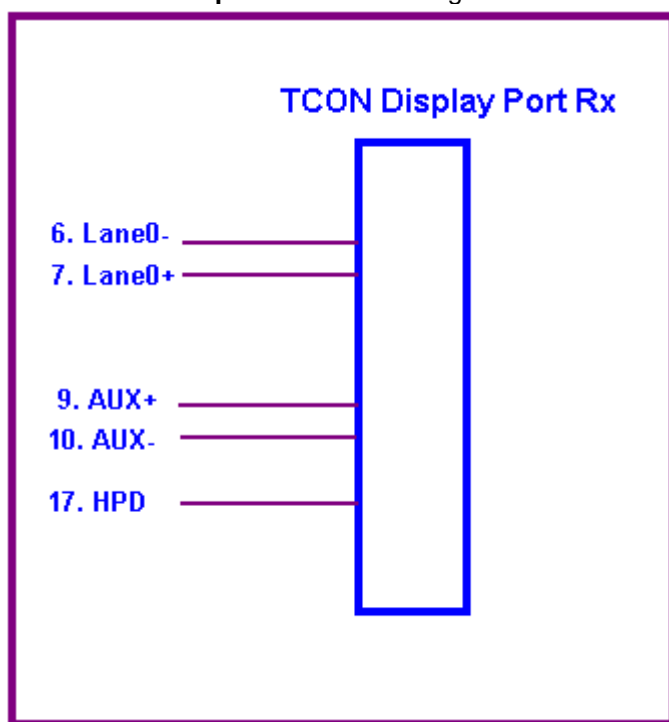 TCON Display Port Rx
6. Lane0-
7. Lane0+
9. AUX+
10. AUX-
17. HPD